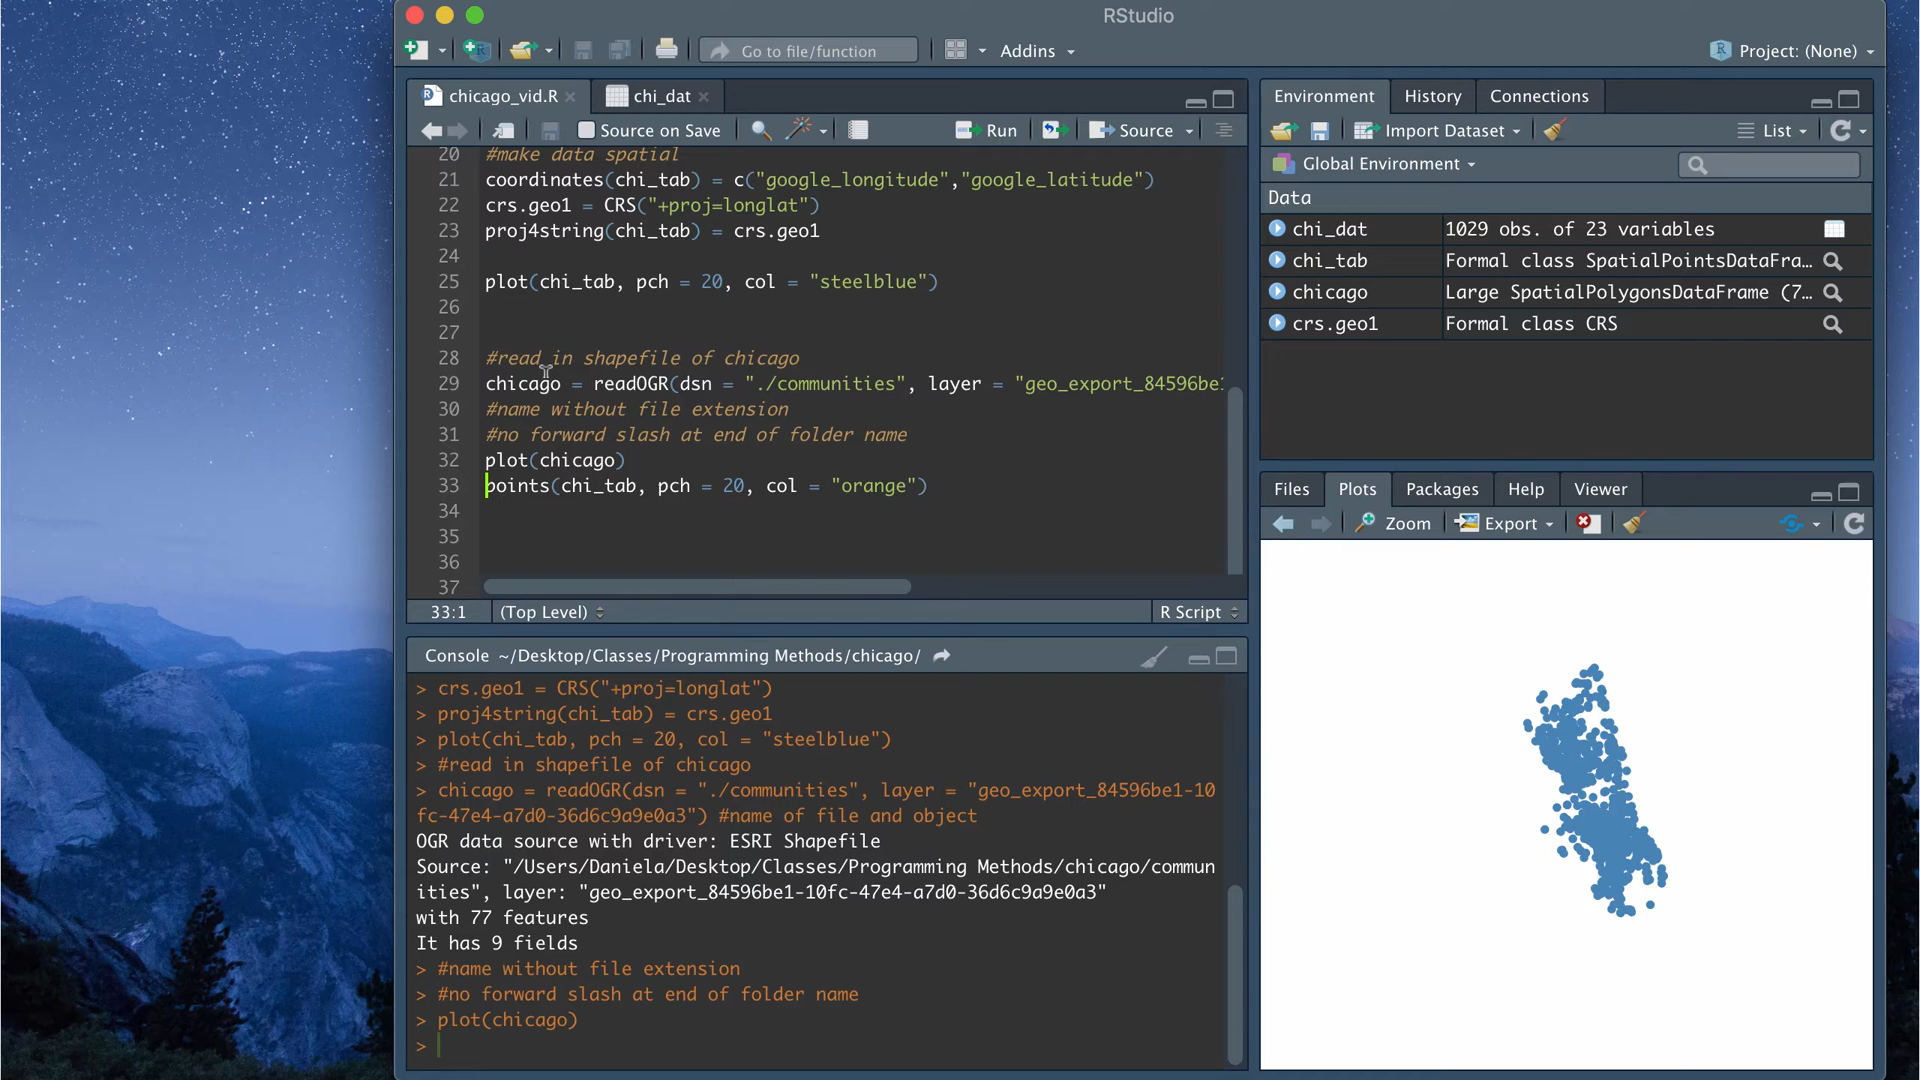 RStudio
Go to file/function
Addins
Project: (None)
chicago_vid.R
chi_dat
Source on Save
Run
Source
20 #make data spatial
21 coordinates(chi_tab) = c("google_longitude","google_latitude")
22 crs.geo1 = CRS("+proj=longlat")
23 proj4string(chi_tab) = crs.geo1
24
25 plot(chi_tab, pch = 20, col = "steelblue")
26
27
28 #read in shapefile of chicago
29 chicago = readOGR(dsn = "./communities", layer = "geo_export_84596be1
30 #name without file extension
31 #no forward slash at end of folder name
32 plot(chicago)
33 points(chi_tab, pch = 20, col = "orange")
34
35
36
37
33:1 (Top Level) R Script
Console ~/Desktop/Classes/Programming Methods/chicago/
> crs.geo1 = CRS("+proj=longlat")
> proj4string(chi_tab) = crs.geo1
> plot(chi_tab, pch = 20, col = "steelblue")
> #read in shapefile of chicago
> chicago = readOGR(dsn = "./communities", layer = "geo_export_84596be1-10
fc-47e4-a7d0-36d6c9a9e0a3") #name of file and object
OGR data source with driver: ESRI Shapefile
Source: "/Users/Daniela/Desktop/Classes/Programming Methods/chicago/commun
ities", layer: "geo_export_84596be1-10fc-47e4-a7d0-36d6c9a9e0a3"
with 77 features
It has 9 fields
> #name without file extension
> #no forward slash at end of folder name
> plot(chicago)
>
Environment History Connections
Import Dataset
List
Global Environment
Data
chi_dat 1029 obs. of 23 variables
chi_tab Formal class SpatialPointsDataFra…
chicago Large SpatialPolygonsDataFrame (7…
crs.geo1 Formal class CRS
Files Plots Packages Help Viewer
Zoom Export